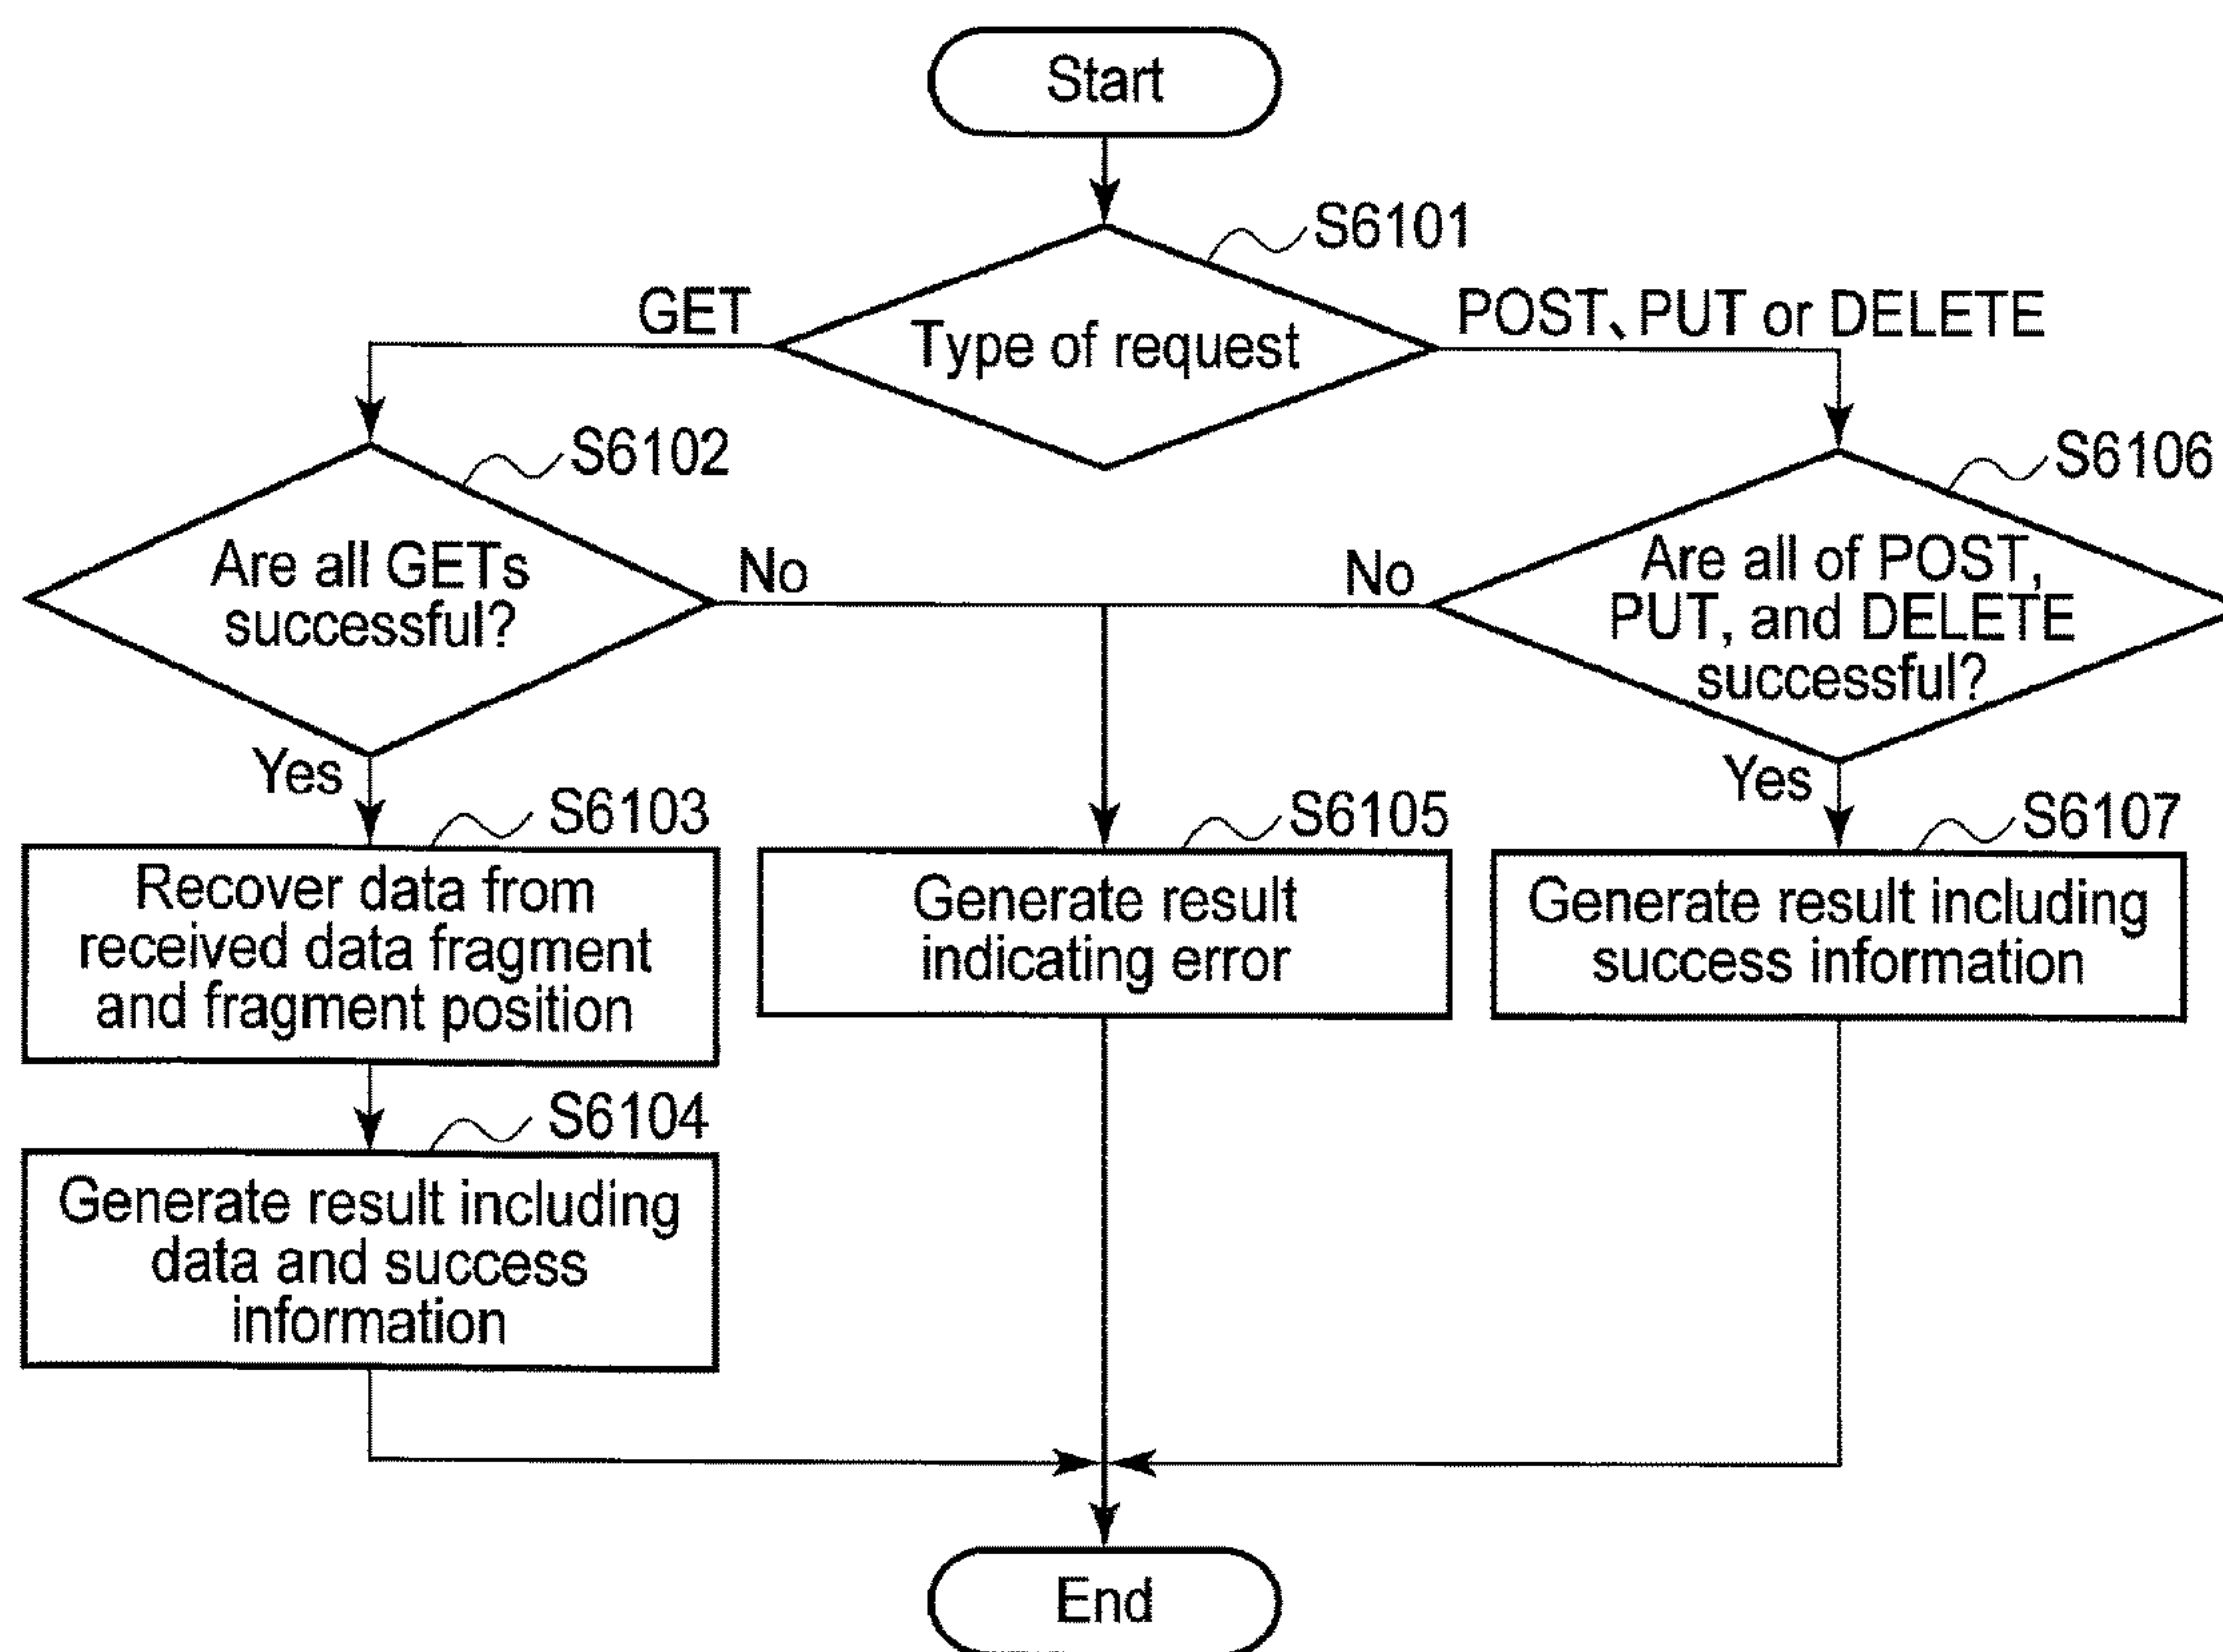 Start
S6101
GET
Type of request
POST、PUT or DELETE
S6102
Are all GETs
successful?
No
No
S6106
Are all of POST,
PUT, and DELETE
successful?
Yes
Yes
S6103
Recover data from
received data fragment
and fragment position
S6105
Generate result
indicating error
S6107
Generate result including
success information
S6104
Generate result including
data and success
information
End